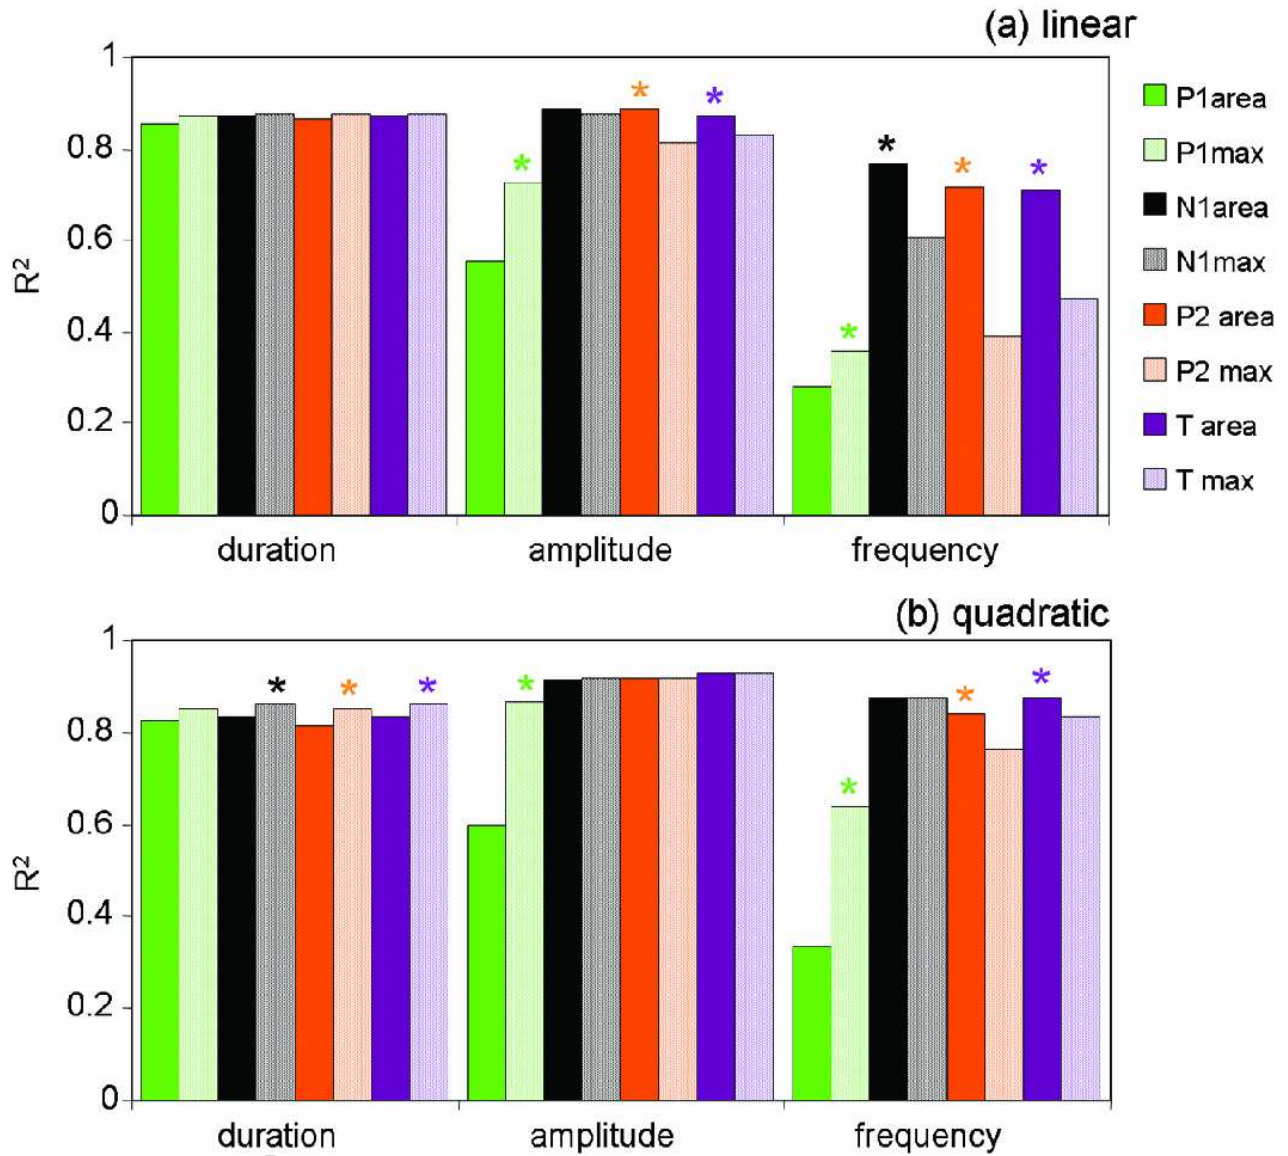 (a) linear
1
0.8
0.6
0.4
0.2
0
R²
* * *
* * * *
*
duration amplitude frequency
P1area
P1max
N1area
N1max
P2 area
P2 max
T area
T max
(b) quadratic
1
0.8
0.6
0.4
0.2
0
R²
* * * * * *
*
duration amplitude frequency